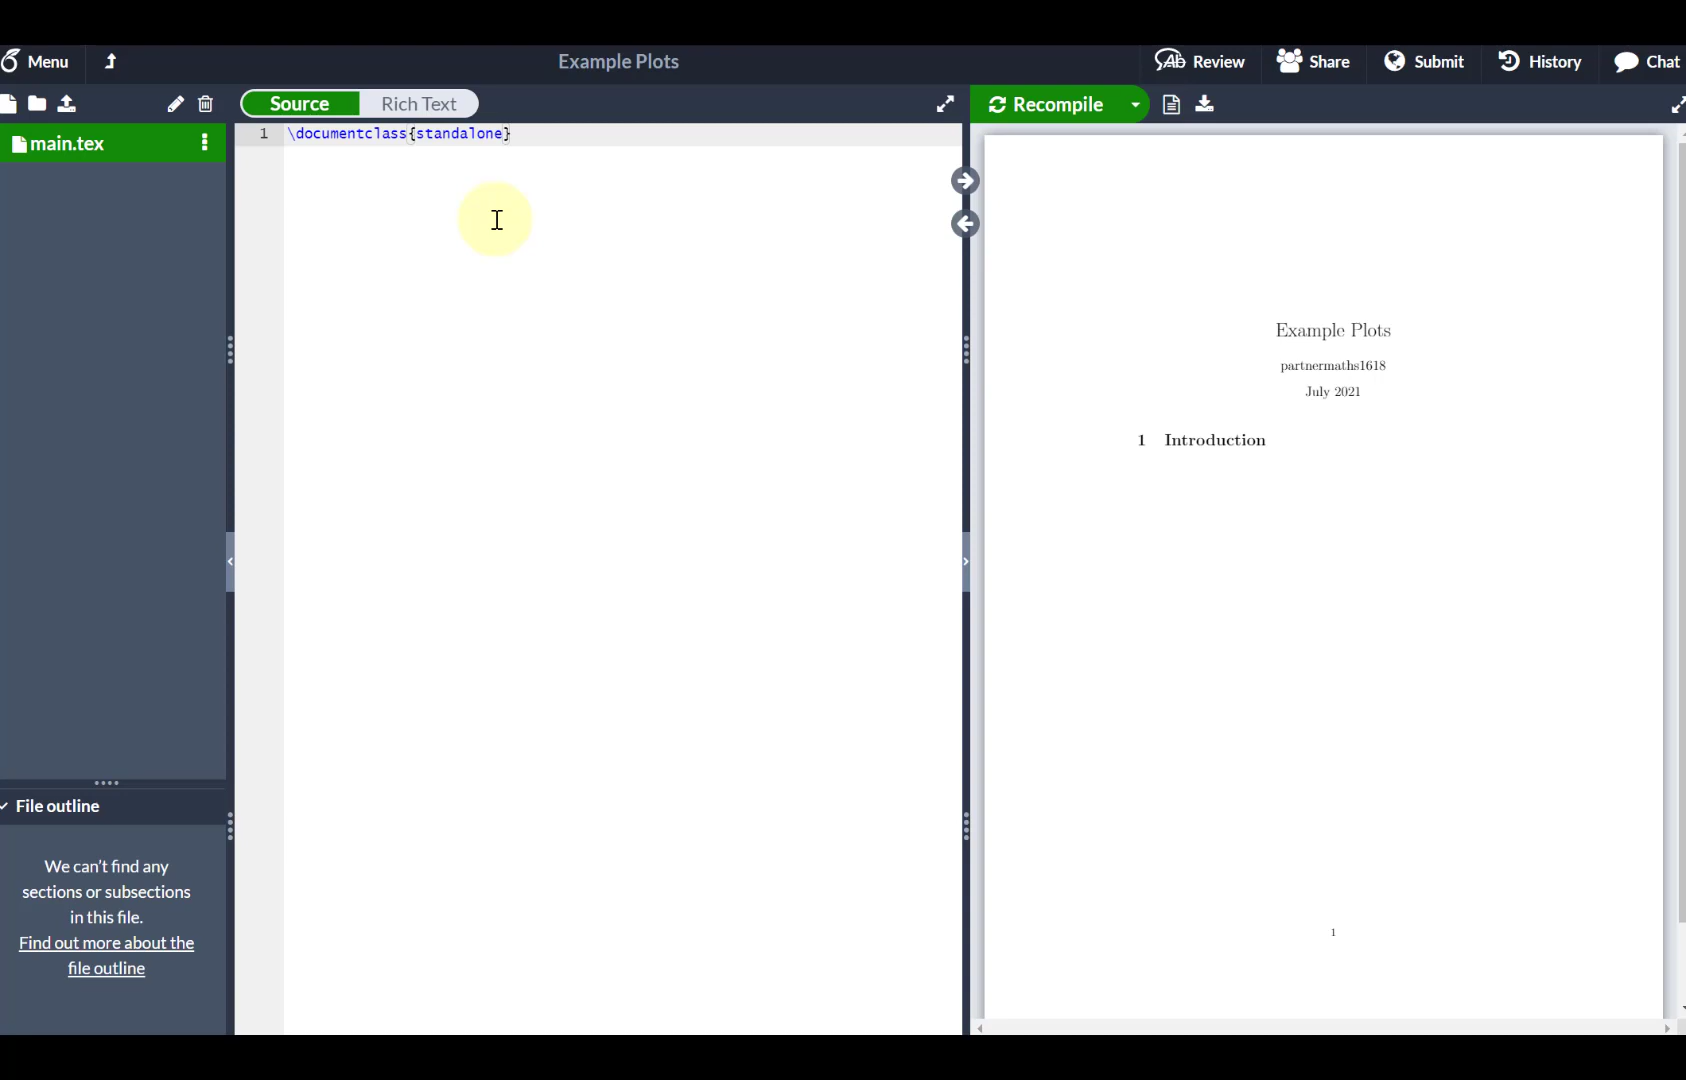 Menu
Example Plots
Review
Share
Submit
History
Chat
Source
Rich Text
Recompile
main.tex
1
\documentclass{standalone}
Example Plots
partnermaths1618
July 2021
1 Introduction
1
File outline
We can't find any
sections or subsections
in this file.
Find out more about the
file outline